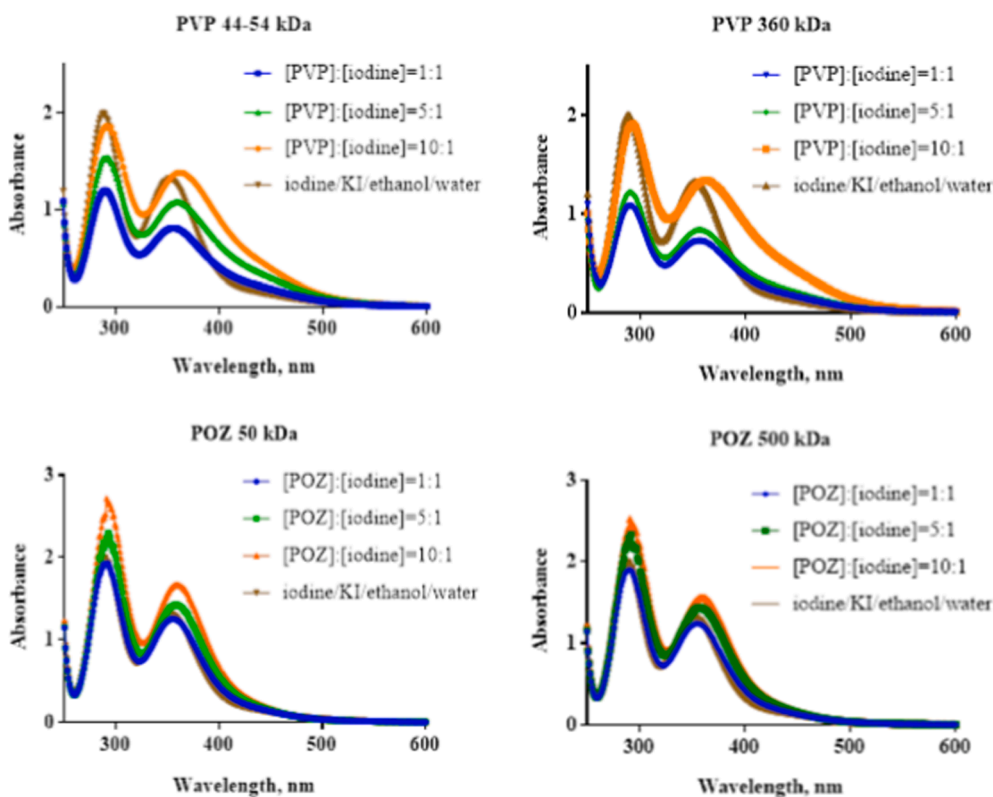 PVP 44-54 kDa
[PVP]:[iodine]=1:1
[PVP]:[iodine]=5:1
[PVP]:[iodine]=10:1
iodine/KI/ethanol/water
Absorbance
2
1
0
300
400
500
600
Wavelength, nm
PVP 360 kDa
[PVP]:[iodine]=1:1
[PVP]:[iodine]=5:1
[PVP]:[iodine]=10:1
iodine/KI/ethanol/water
Absorbance
2
1
0
300
400
500
600
Wavelength, nm
POZ 50 kDa
[POZ]:[iodine]=1:1
[POZ]:[iodine]=5:1
[POZ]:[iodine]=10:1
iodine/KI/ethanol/water
Absorbance
3
2
1
0
300
400
500
600
Wavelength, nm
POZ 500 kDa
[POZ]:[iodine]=1:1
[POZ]:[iodine]=5:1
[POZ]:[iodine]=10:1
iodine/KI/ethanol/water
Absorbance
3
2
1
0
300
400
500
600
Wavelength, nm